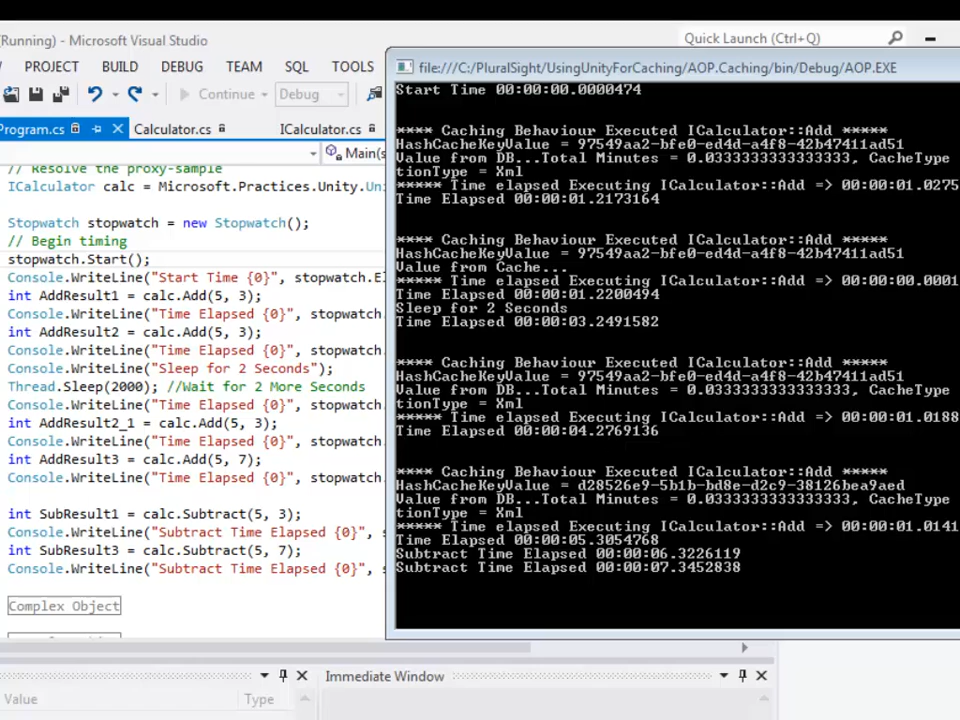 (Running) - Microsoft Visual Studio
Quick Launch (Ctrl+Q)
PROJECT BUILD DEBUG TEAM SQL TOOLS
Continue Debug
Program.cs Calculator.cs ICalculator.cs
Main(s
// Resolve the proxy-sample
ICalculator calc = Microsoft.Practices.Unity.Un
Stopwatch stopwatch = new Stopwatch();
// Begin timing
stopwatch.Start();
Console.WriteLine("Start Time {0}", stopwatch.El
int AddResult1 = calc.Add(5, 3);
Console.WriteLine("Time Elapsed {0}", stopwatch.
int AddResult2 = calc.Add(5, 3);
Console.WriteLine("Time Elapsed {0}", stopwatch.
Console.WriteLine("Sleep for 2 Seconds");
Thread.Sleep(2000); //Wait for 2 More Seconds
Console.WriteLine("Time Elapsed {0}", stopwatch.
int AddResult2_1 = calc.Add(5, 3);
Console.WriteLine("Time Elapsed {0}", stopwatch.
int AddResult3 = calc.Add(5, 7);
Console.WriteLine("Time Elapsed {0}", stopwatch.
int SubResult1 = calc.Subtract(5, 3);
Console.WriteLine("Subtract Time Elapsed {0}", s
int SubResult3 = calc.Subtract(5, 7);
Console.WriteLine("Subtract Time Elapsed {0}", s
Complex Object
file:///C:/PluralSight/UsingUnityForCaching/AOP.Caching/bin/Debug/AOP.EXE
Start Time 00:00:00.0000474
**** Caching Behaviour Executed ICalculator::Add *****
HashCacheKeyValue = 97549aa2-bfe0-ed4d-a4f8-42b47411ad51
Value from DB...Total Minutes = 0.0333333333333333, CacheType
tionType = Xml
***** Time elapsed Executing ICalculator::Add => 00:00:01.0275
Time Elapsed 00:00:01.2173164
**** Caching Behaviour Executed ICalculator::Add *****
HashCacheKeyValue = 97549aa2-bfe0-ed4d-a4f8-42b47411ad51
Value from Cache...
***** Time elapsed Executing ICalculator::Add => 00:00:00.0001
Time Elapsed 00:00:01.2200494
Sleep for 2 Seconds
Time Elapsed 00:00:03.2491582
**** Caching Behaviour Executed ICalculator::Add *****
HashCacheKeyValue = 97549aa2-bfe0-ed4d-a4f8-42b47411ad51
Value from DB...Total Minutes = 0.0333333333333333, CacheType
tionType = Xml
***** Time elapsed Executing ICalculator::Add => 00:00:01.0188
Time Elapsed 00:00:04.2769136
**** Caching Behaviour Executed ICalculator::Add *****
HashCacheKeyValue = d28526e9-5b1b-bd8e-d2c9-38126bea9aed
Value from DB...Total Minutes = 0.0333333333333333, CacheType
tionType = Xml
***** Time elapsed Executing ICalculator::Add => 00:00:01.0141
Time Elapsed 00:00:05.3054768
Subtract Time Elapsed 00:00:06.3226119
Subtract Time Elapsed 00:00:07.3452838
Immediate Window
Value Type